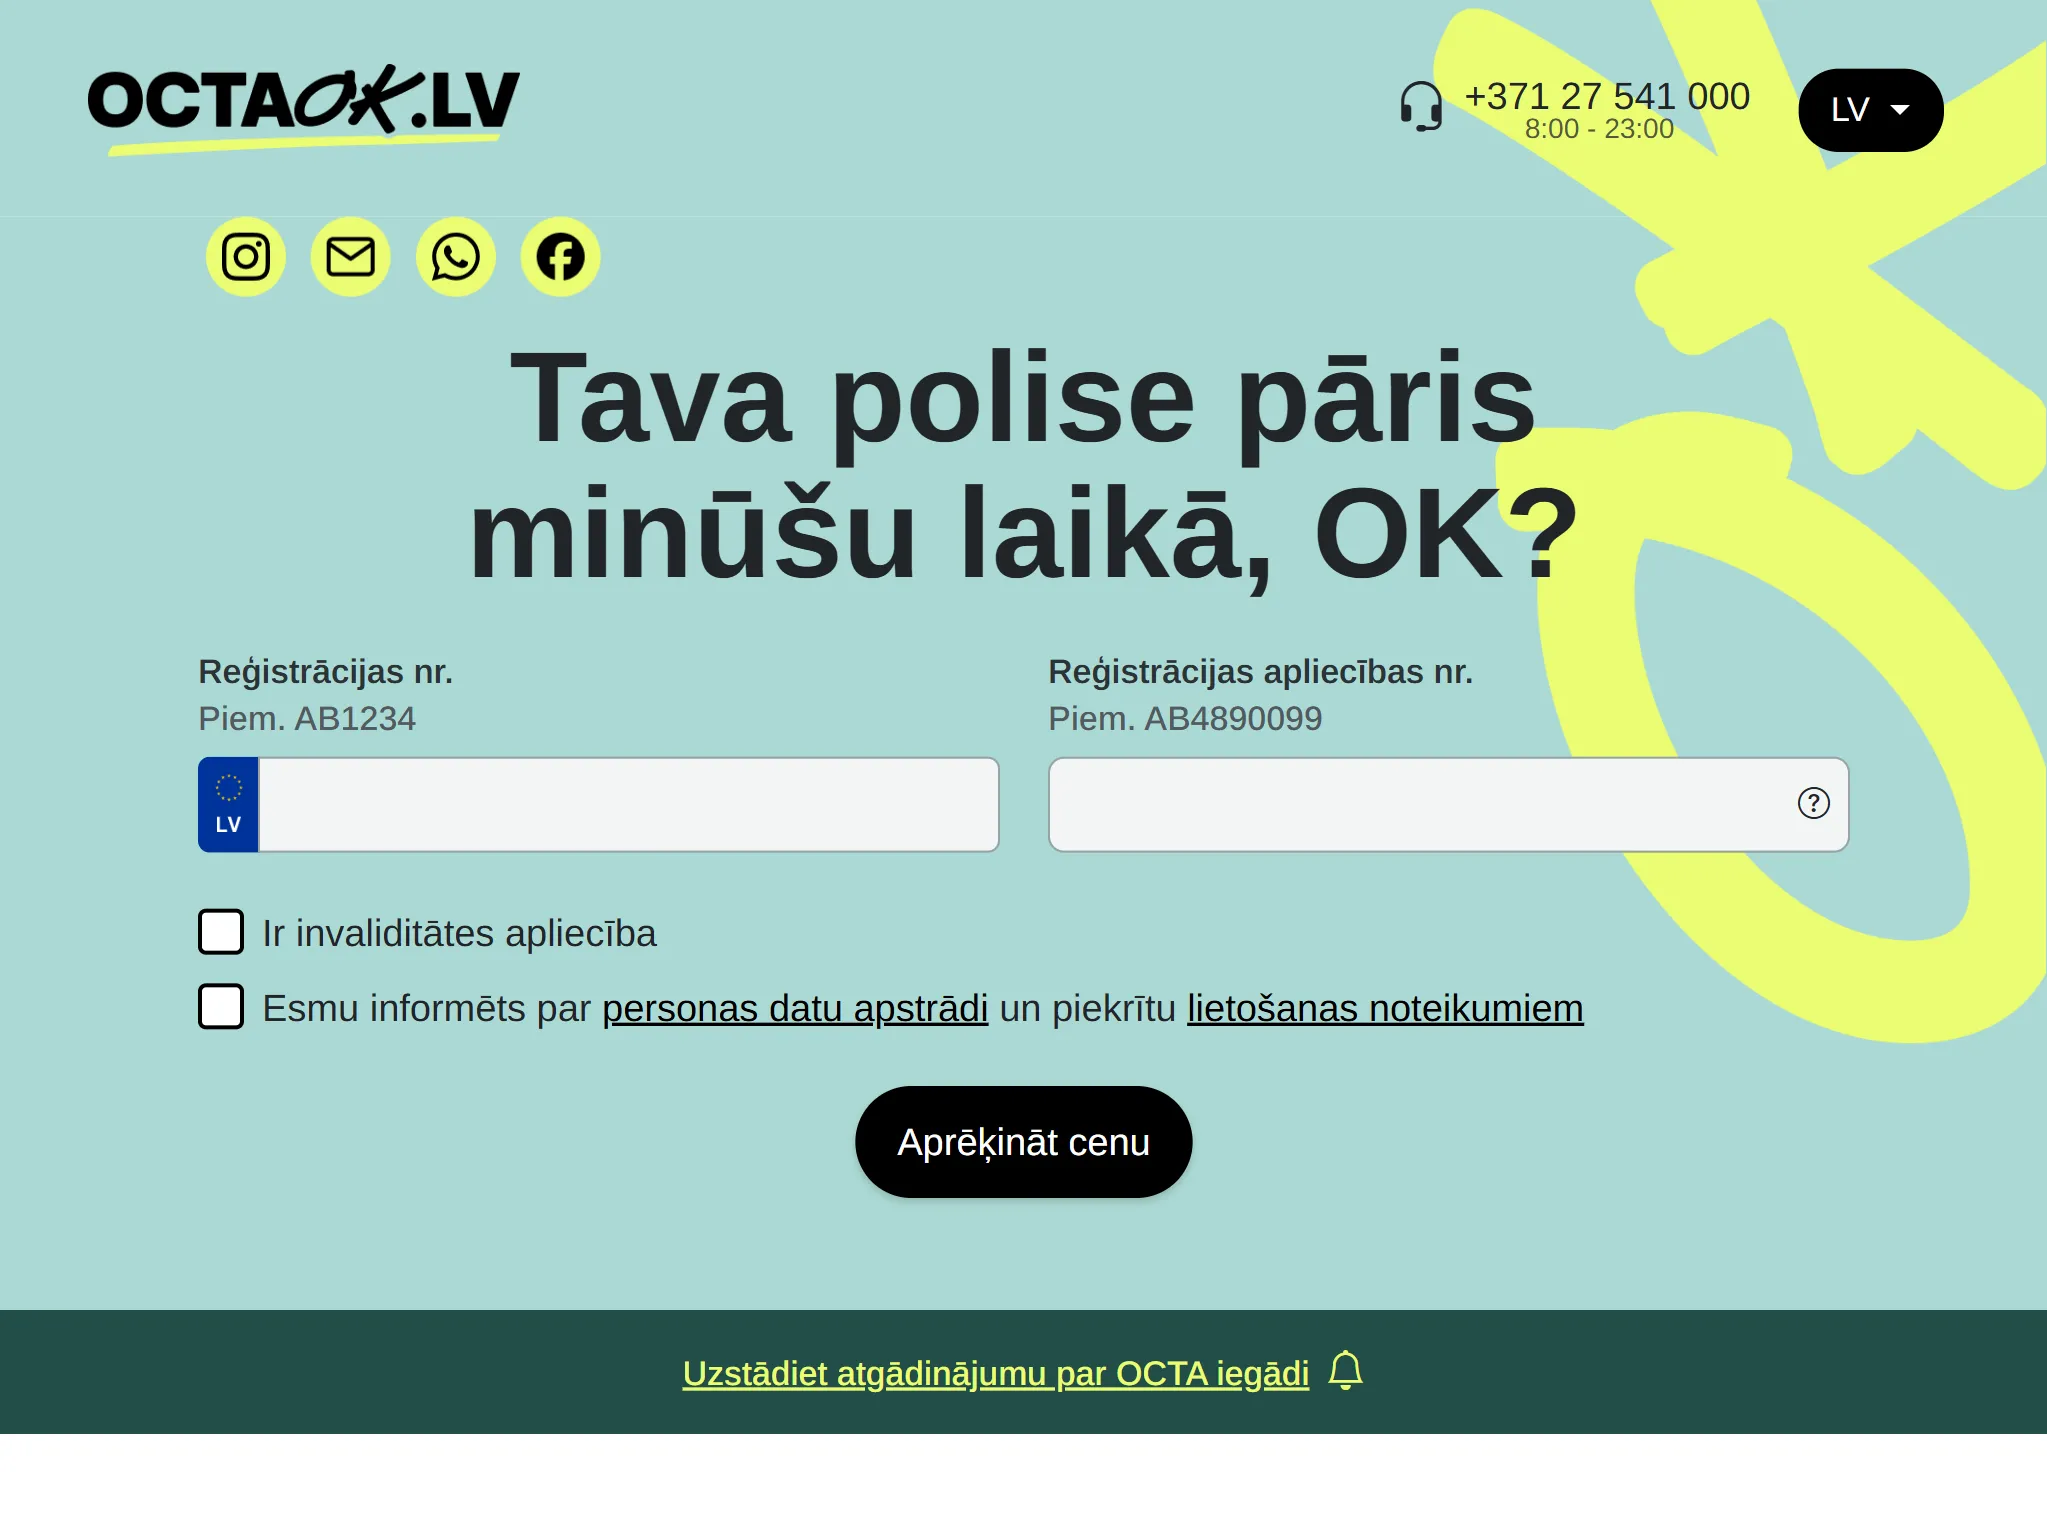 OCTAOK.LV
+371 27 541 000
8:00 - 23:00
LV
Tava polise pāris
minūšu laikā, OK?
Reģistrācijas nr.
Piem. AB1234
LV
Reģistrācijas apliecības nr.
Piem. AB4890099
?
Ir invaliditātes apliecība
Esmu informēts par personas datu apstrādi un piekrītu lietošanas noteikumiem
Aprēķināt cenu
Uzstādiet atgādinājumu par OCTA iegādi